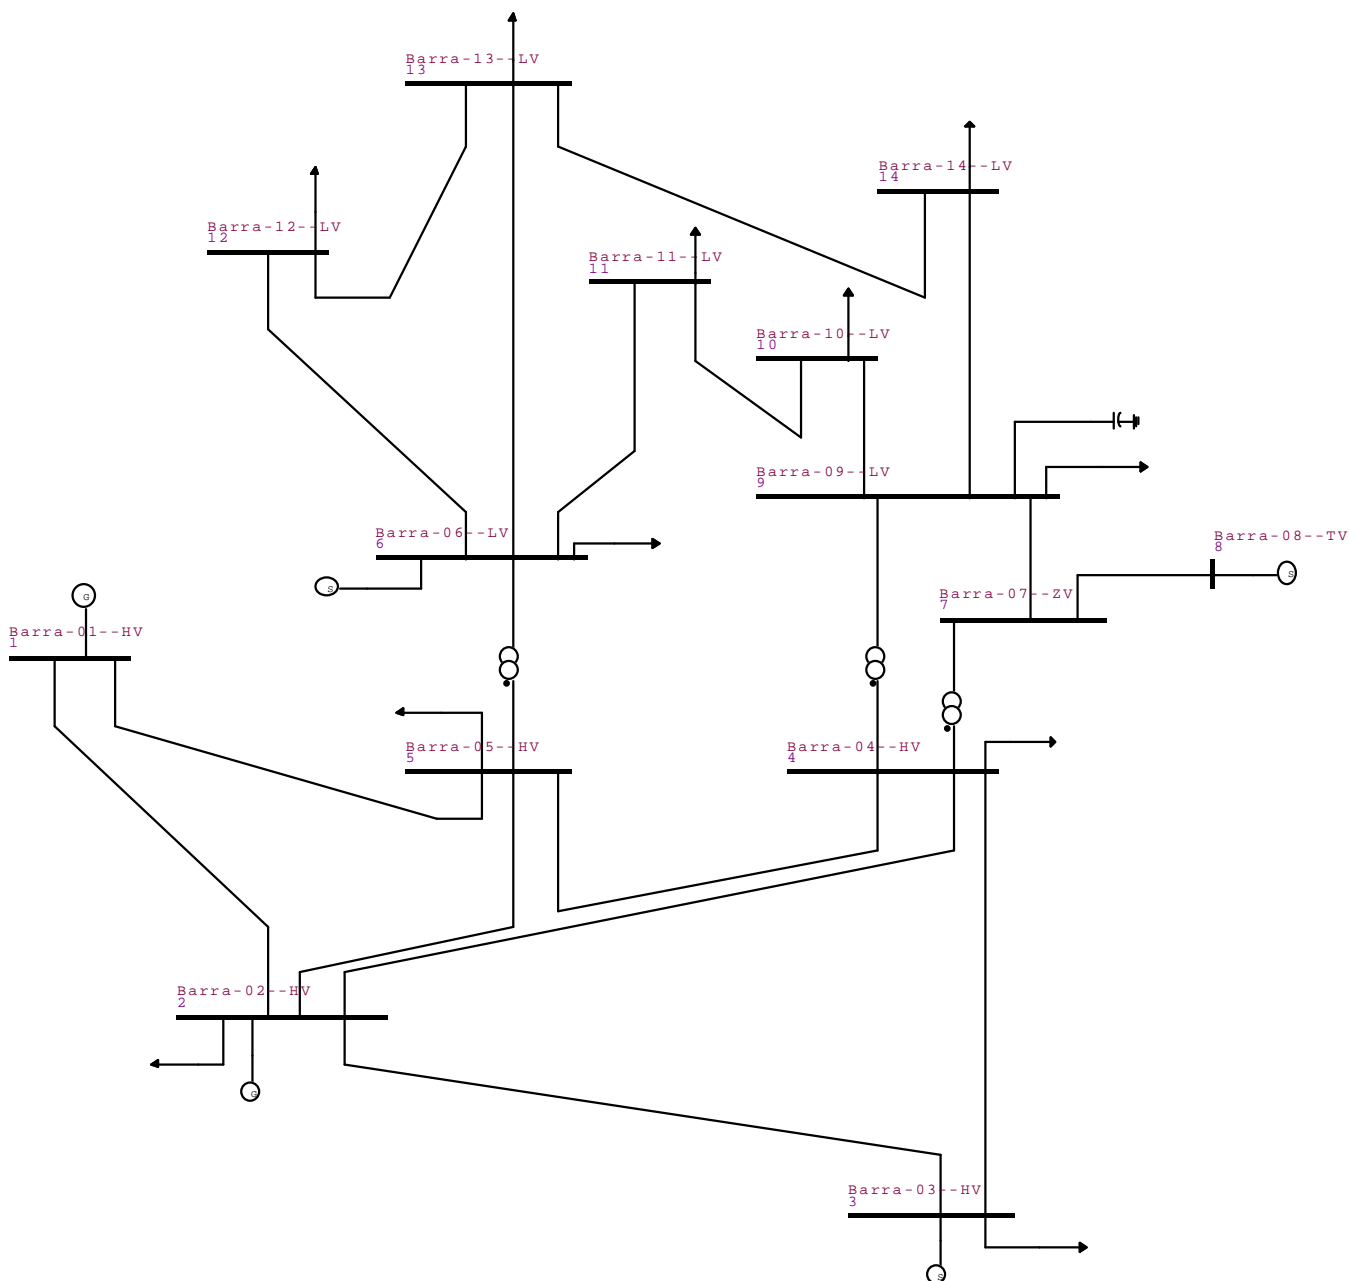 Barra-13--LV
13
Barra-14--LV
14
Barra-12--LV
12
Barra-11--LV
11
Barra-10--LV
10
Barra-09--LV
9
Barra-06--LV
6
Barra-08--TV
8
S
S
G
Barra-07--ZV
7
Barra-01--HV
1
Barra-05--HV
5
Barra-04--HV
4
Barra-02--HV
2
G
Barra-03--HV
3
S